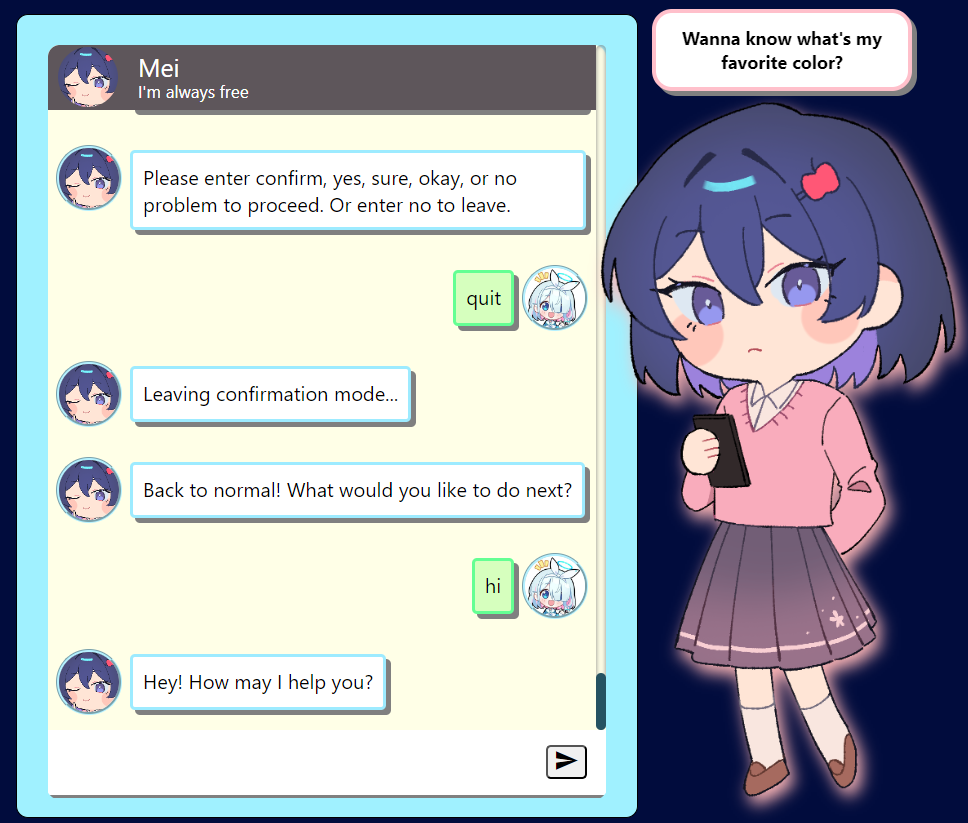 Wanna know what's my
favorite color?
Mei
I'm always free
Please enter confirm, yes, sure, okay, or no
problem to proceed. Or enter no to leave.
quit
Leaving confirmation mode...
Back to normal! What would you like to do next?
hi
Hey! How may I help you?